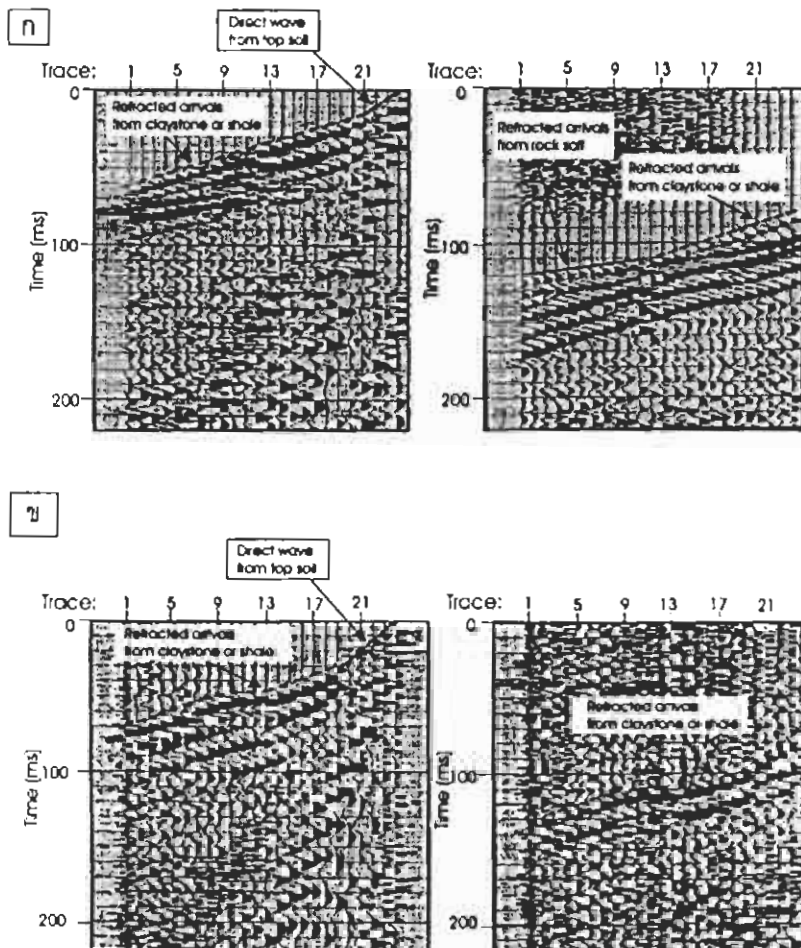 ก
Direct wave
from top soil
Trace: 1 5 9 13 17 21
Trace: 1 5 9 13 17 21
0
Refracted arrivals
from claystone or shale
100
200
Time (ms)
0
Refracted arrivals
from rock salt
Refracted arrivals
from claystone or shale
100
200
Time (ms)
ข
Direct wave
from top soil
Trace: 1 5 9 13 17 21
Trace: 1 5 9 13 17 21
0
Refracted arrivals
from claystone or shale
100
200
Time (ms)
0
Refracted arrivals
from claystone or shale
100
200
Time (ms)